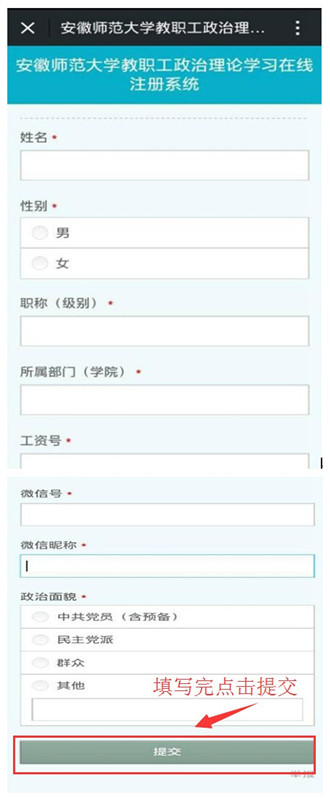 安徽师范大学教职工政治理...
安徽师范大学教职工政治理论学习在线
注册系统
姓名 *
性别 *
男
女
职称（级别） *
所属部门（学院） *
工资号 *
微信号 *
微信昵称 *
政治面貌 *
中共党员（含预备）
民主党派
群众
其他
填写完点击提交
提交
举报